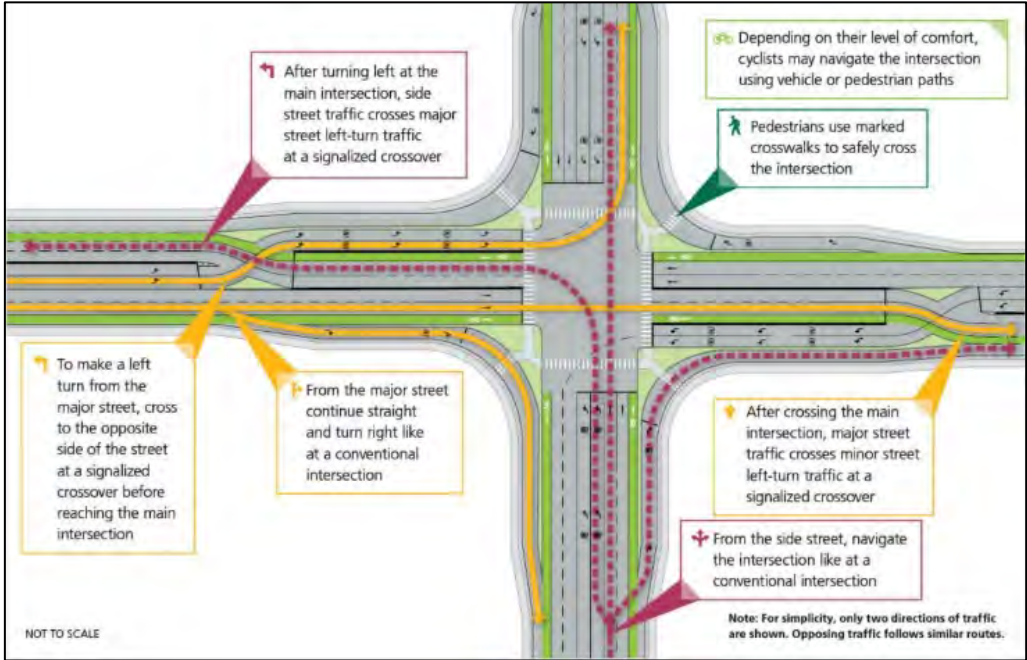 After turning left at the
main intersection, side
street traffic crosses major
street left-turn traffic
at a signalized crossover
Depending on their level of comfort,
cyclists may navigate the intersection
using vehicle or pedestrian paths
Pedestrians use marked
crosswalks to safely cross
the intersection
To make a left
turn from the
major street, cross
to the opposite
side of the street
at a signalized
crossover before
reaching the main
intersection
From the major street
continue straight
and turn right like
at a conventional
intersection
After crossing the main
intersection, major street
traffic crosses minor street
left-turn traffic at a
signalized crossover
From the side street, navigate
the intersection like at a
conventional intersection
NOT TO SCALE
Note: For simplicity, only two directions of traffic
are shown. Opposing traffic follows similar routes.